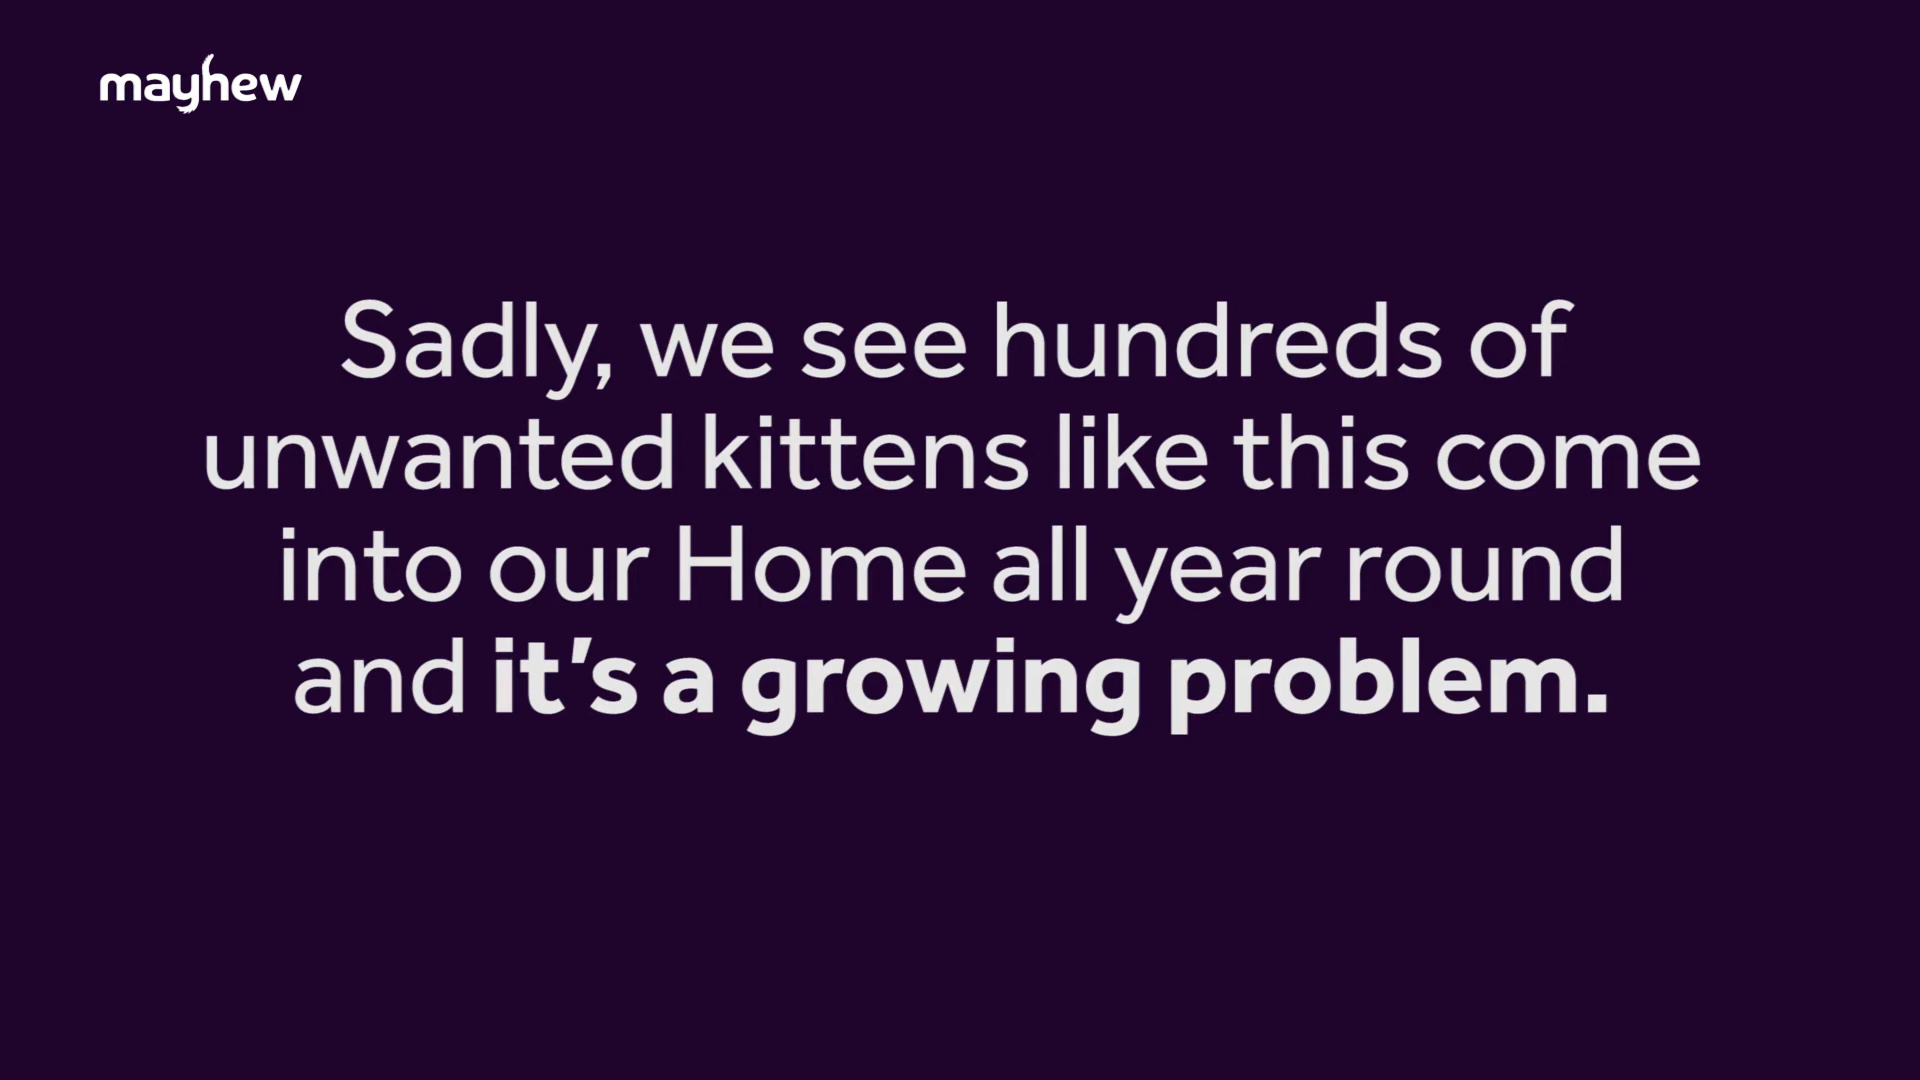 mayhew
Sadly, we see hundreds of
unwanted kittens like this come
into our Home all year round
and it’s a growing problem.